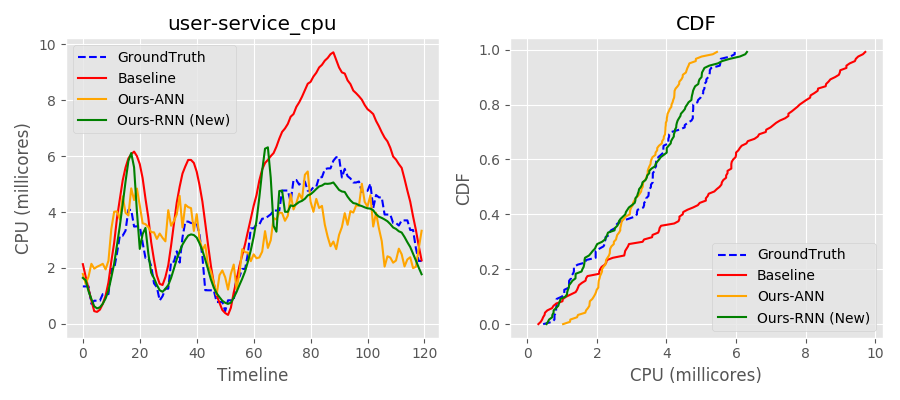 user-service_cpu
CPU (millicores)
10
8
6
4
2
0
GroundTruth
Baseline
Ours-ANN
Ours-RNN (New)
0 20 40 60 80 100 120
Timeline
CDF
CDF
1.0
0.8
0.6
0.4
0.2
0.0
GroundTruth
Baseline
Ours-ANN
Ours-RNN (New)
0 2 4 6 8 10
CPU (millicores)